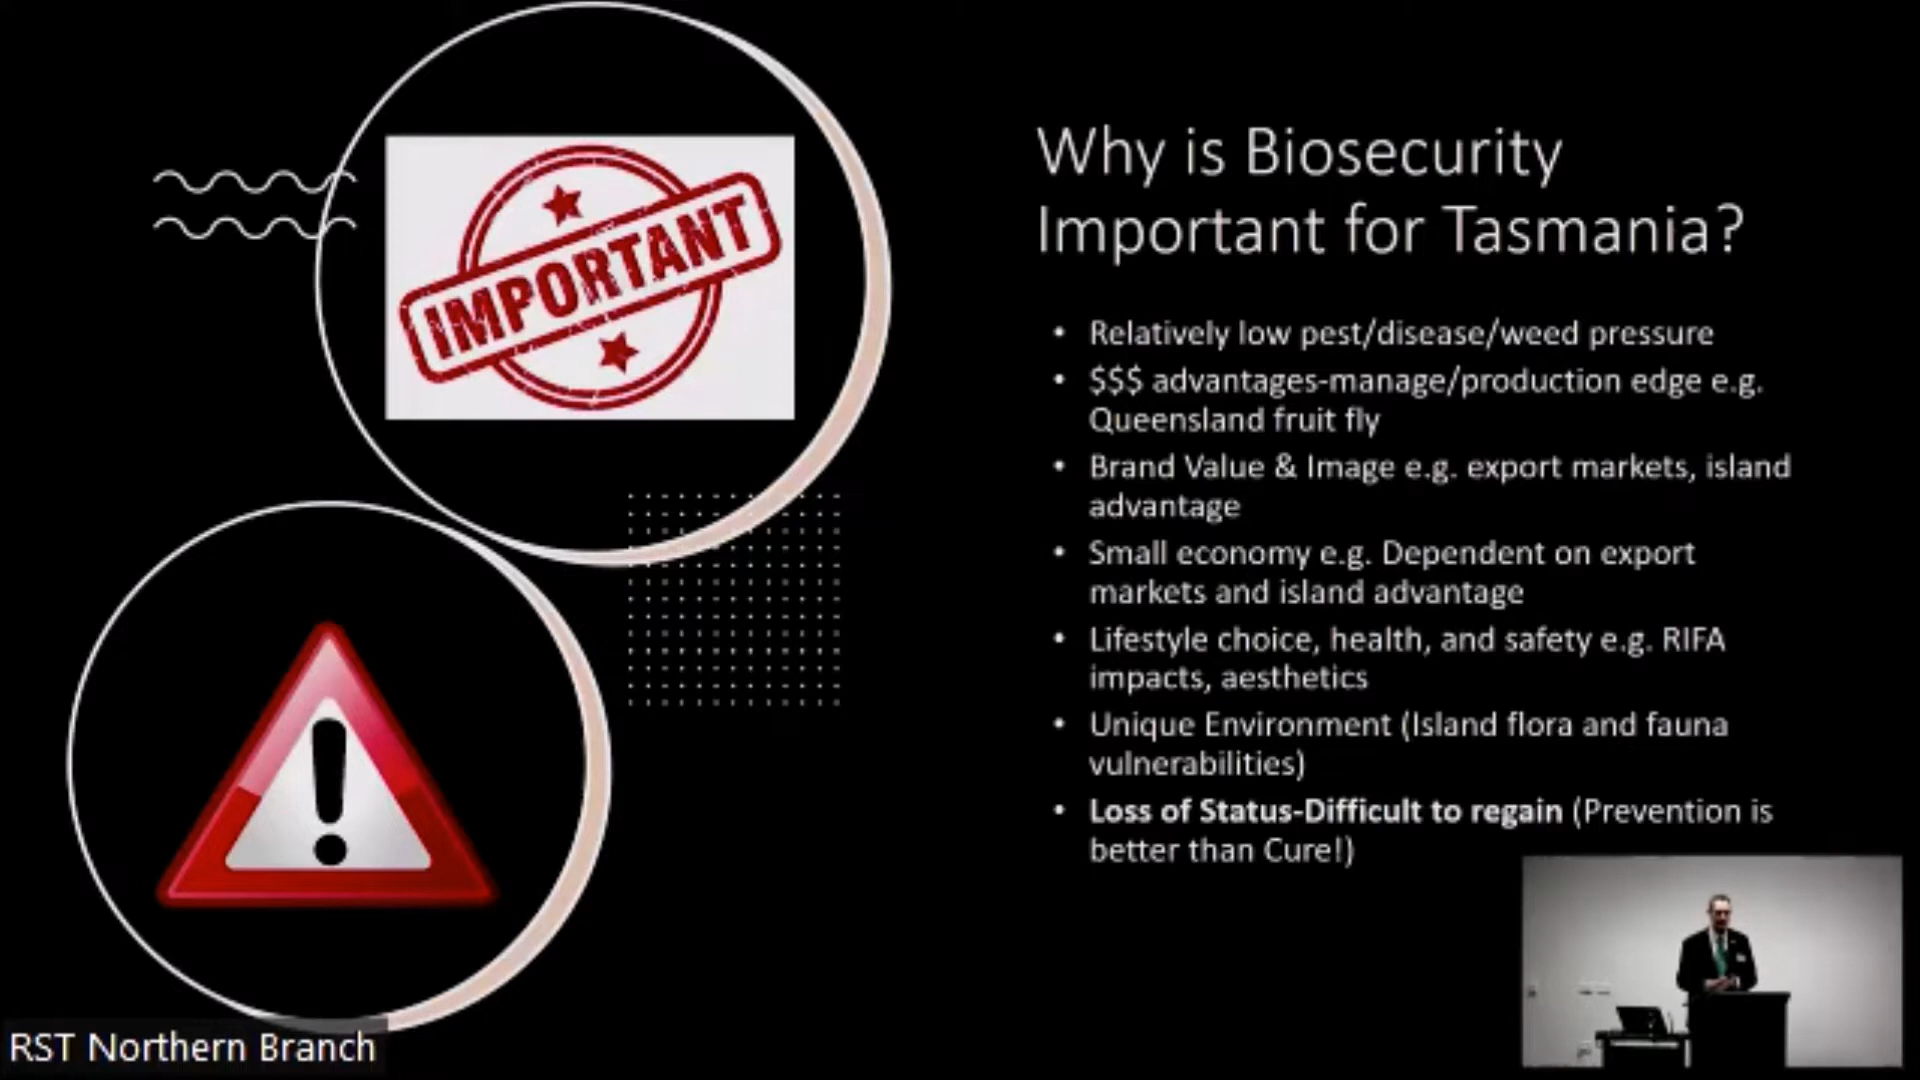 IMPORTANT
Why is Biosecurity
Important for Tasmania?
• Relatively low pest/disease/weed pressure
• $$$ advantages-manage/production edge e.g.
Queensland fruit fly
• Brand Value & Image e.g. export markets, island
advantage
• Small economy e.g. Dependent on export
markets and island advantage
• Lifestyle choice, health, and safety e.g. RIFA
impacts, aesthetics
• Unique Environment (Island flora and fauna
vulnerabilities)
• Loss of Status-Difficult to regain (Prevention is
better than Cure!)
RST Northern Branch